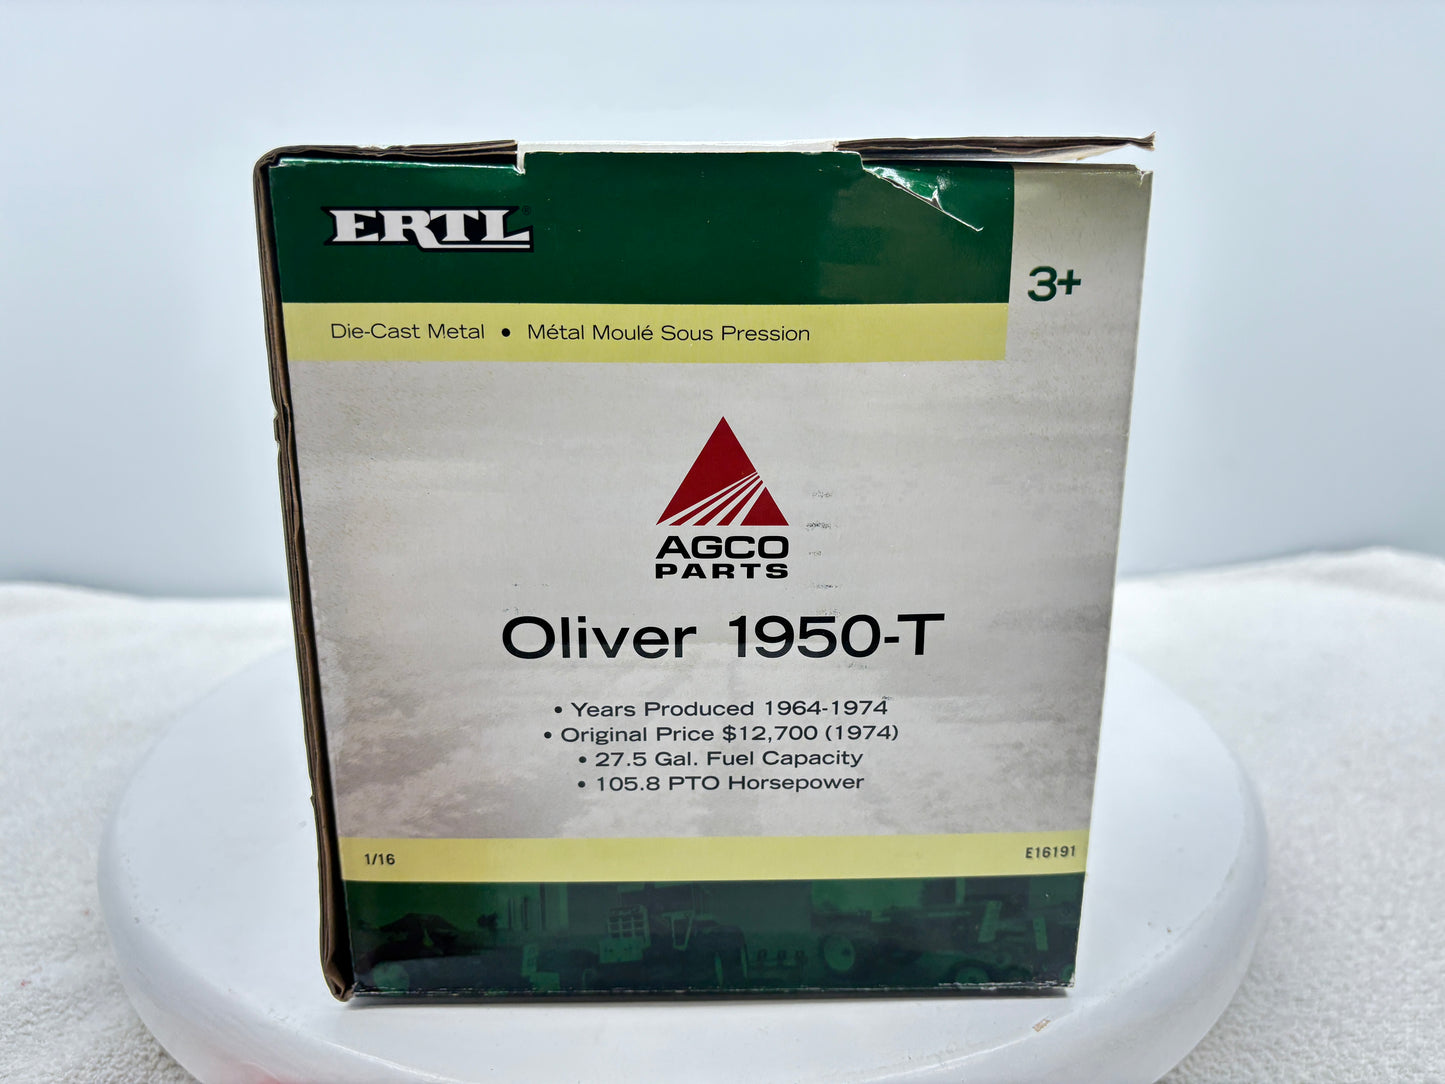 ERTL®
3+
Die-Cast Metal • Métal Moulé Sous Pression
AGCO
PARTS
Oliver 1950-T
• Years Produced 1964-1974
• Original Price $12,700 (1974)
• 27.5 Gal. Fuel Capacity
• 105.8 PTO Horsepower
1/16
E16191